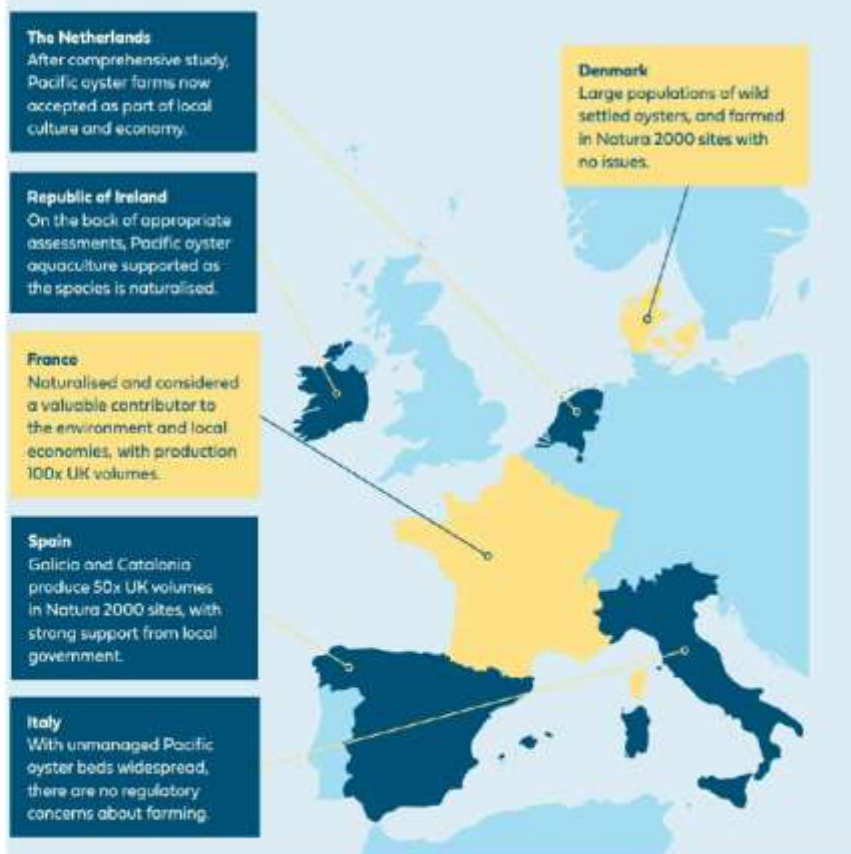 The Netherlands
After comprehensive study,
Pacific oyster farms now
accepted as part of local
culture and economy.
Denmark
Large populations of wild
settled oysters, and farmed
in Natura 2000 sites with
no issues.
Republic of Ireland
On the back of appropriate
assessments, Pacific oyster
aquaculture supported as
the species is naturalised.
France
Naturalised and considered
a valuable contributor to
the environment and local
economies, with production
100x UK volumes.
Spain
Galicia and Catalonia
produce 50x UK volumes
in Natura 2000 sites, with
strong support from local
government.
Italy
With unmanaged Pacific
oyster beds widespread,
there are no regulatory
concerns about farming.